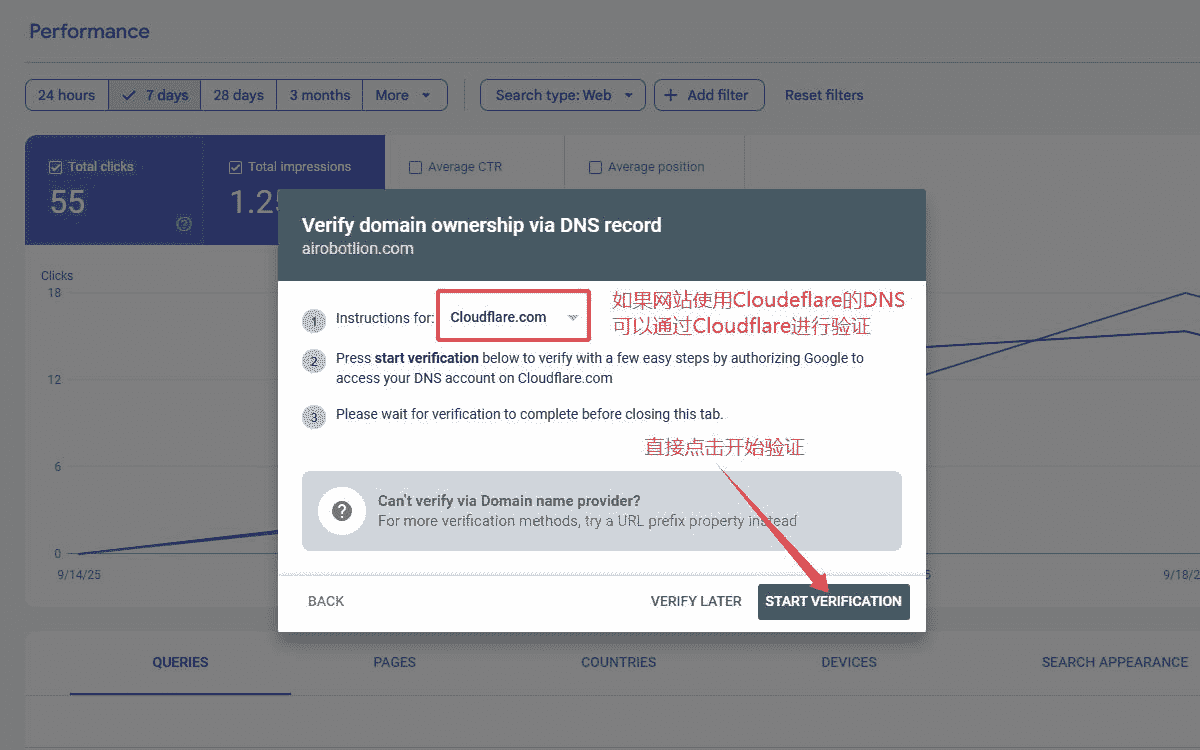 Performance
24 hours
7 days
28 days
3 months
More
Search type: Web
Add filter
Reset filters
Total clicks
55
Total impressions
Average CTR
Average position
Verify domain ownership via DNS record
airobotlion.com
Clicks
18
12
6
0
9/14/25
1 Instructions for: Cloudflare.com
如果网站使用Cloudeflare的DNS
可以通过Cloudflare进行验证
2 Press start verification below to verify with a few easy steps by authorizing Google to
access your DNS account on Cloudflare.com
3 Please wait for verification to complete before closing this tab.
直接点击开始验证
Can't verify via Domain name provider?
For more verification methods, try a URL prefix property instead
BACK
VERIFY LATER
START VERIFICATION
QUERIES
PAGES
COUNTRIES
DEVICES
SEARCH APPEARANCE